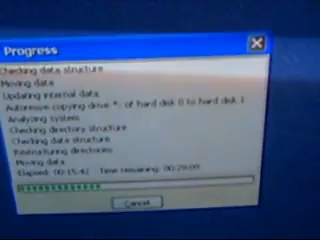 Progress
Checking data structure
Moving data
Updating internal data
Autoresize copying drive *: of hard disk 0 to hard disk 1
Analyzing system
Checking directory structure
Checking data structure
Restructuring directories
Moving data
Elapsed: 00:15:42 Time remaining: 00:29:09
Cancel